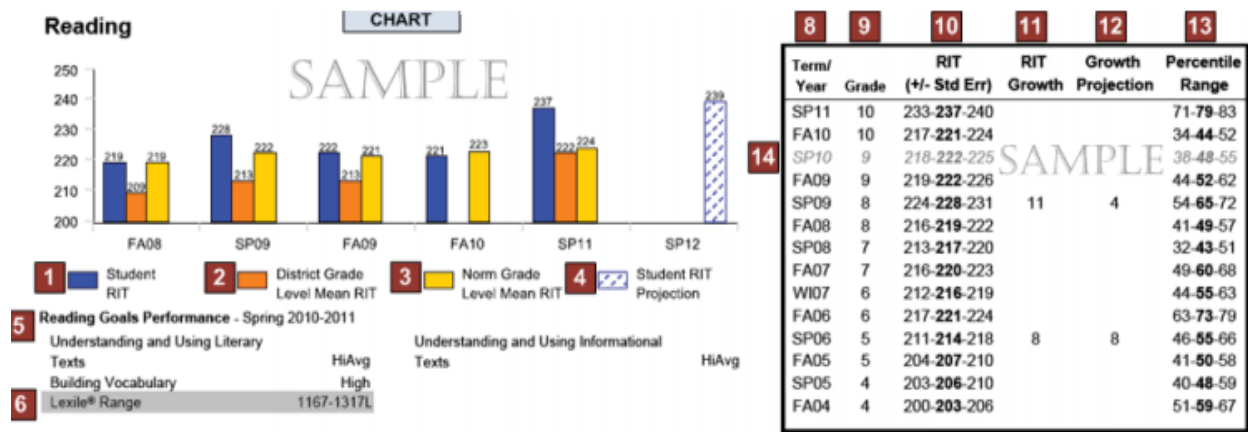 Reading
CHART
SAMPLE
250
240
230
220
210
200
219
209
219
228
213
222
222
213
221
221
223
237
222
224
239
FA08 SP09 FA09 FA10 SP11 SP12
1 Student RIT
2 District Grade Level Mean RIT
3 Norm Grade Level Mean RIT
4 Student RIT Projection
5 Reading Goals Performance - Spring 2010-2011
Understanding and Using Literary Texts HiAvg
Understanding and Using Informational Texts HiAvg
Building Vocabulary High
6 Lexile® Range 1167-1317L
8 9 10 11 12 13
Term/ Year Grade RIT (+/- Std Err) RIT Growth Growth Projection Percentile Range
SP11 10 233-237-240 71-79-83
FA10 10 217-221-224 34-44-52
14 SP10 9 218-222-225 SAMPLE 38-48-55
FA09 9 219-222-226 44-52-62
SP09 8 224-228-231 11 4 54-65-72
FA08 8 216-219-222 41-49-57
SP08 7 213-217-220 32-43-51
FA07 7 216-220-223 49-60-68
WI07 6 212-216-219 44-55-63
FA06 6 217-221-224 63-73-79
SP06 5 211-214-218 8 8 46-55-66
FA05 5 204-207-210 41-50-58
SP05 4 203-206-210 40-48-59
FA04 4 200-203-206 51-59-67